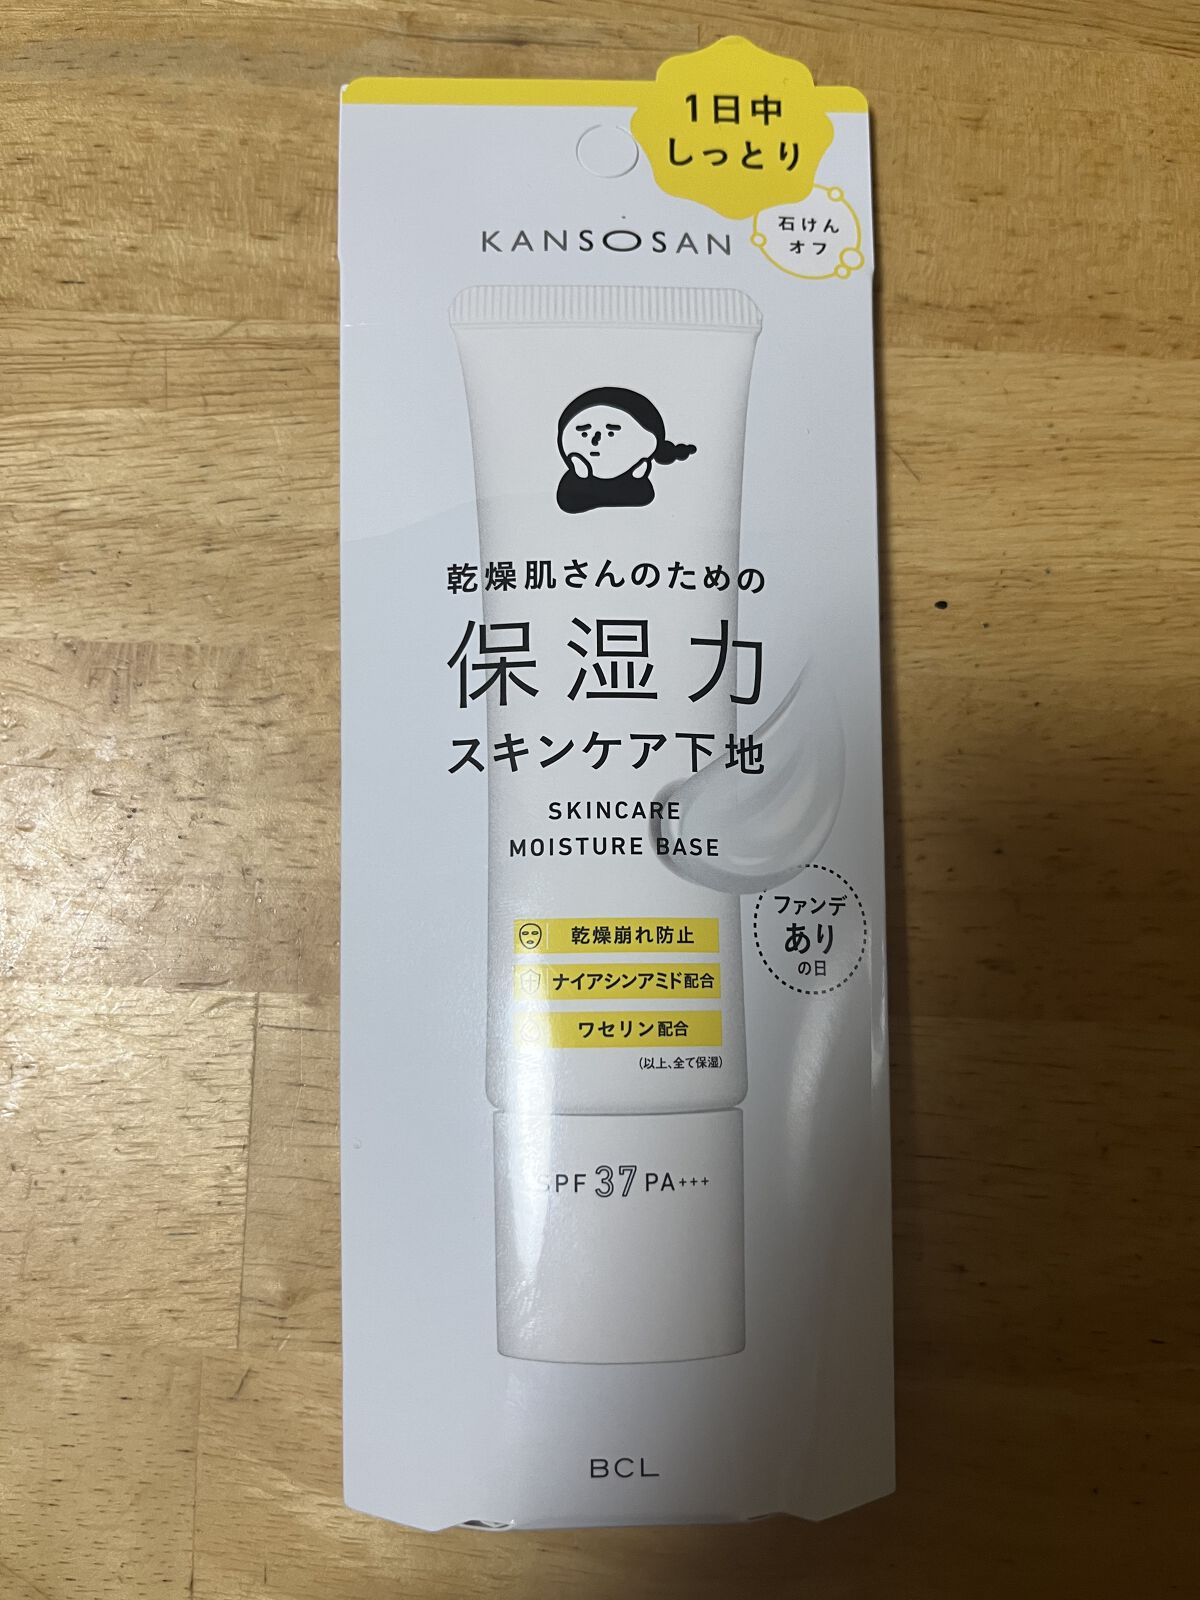 1日中
しっとり
石けん
オフ
KANSOSAN
乾燥肌さんのための
保湿力
スキンケア下地
SKINCARE
MOISTURE BASE
ファンデ
あり
の日
乾燥崩れ防止
ナイアシンアミド配合
ワセリン配合
(以上、全て保湿)
SPF 37 PA+++
BCL